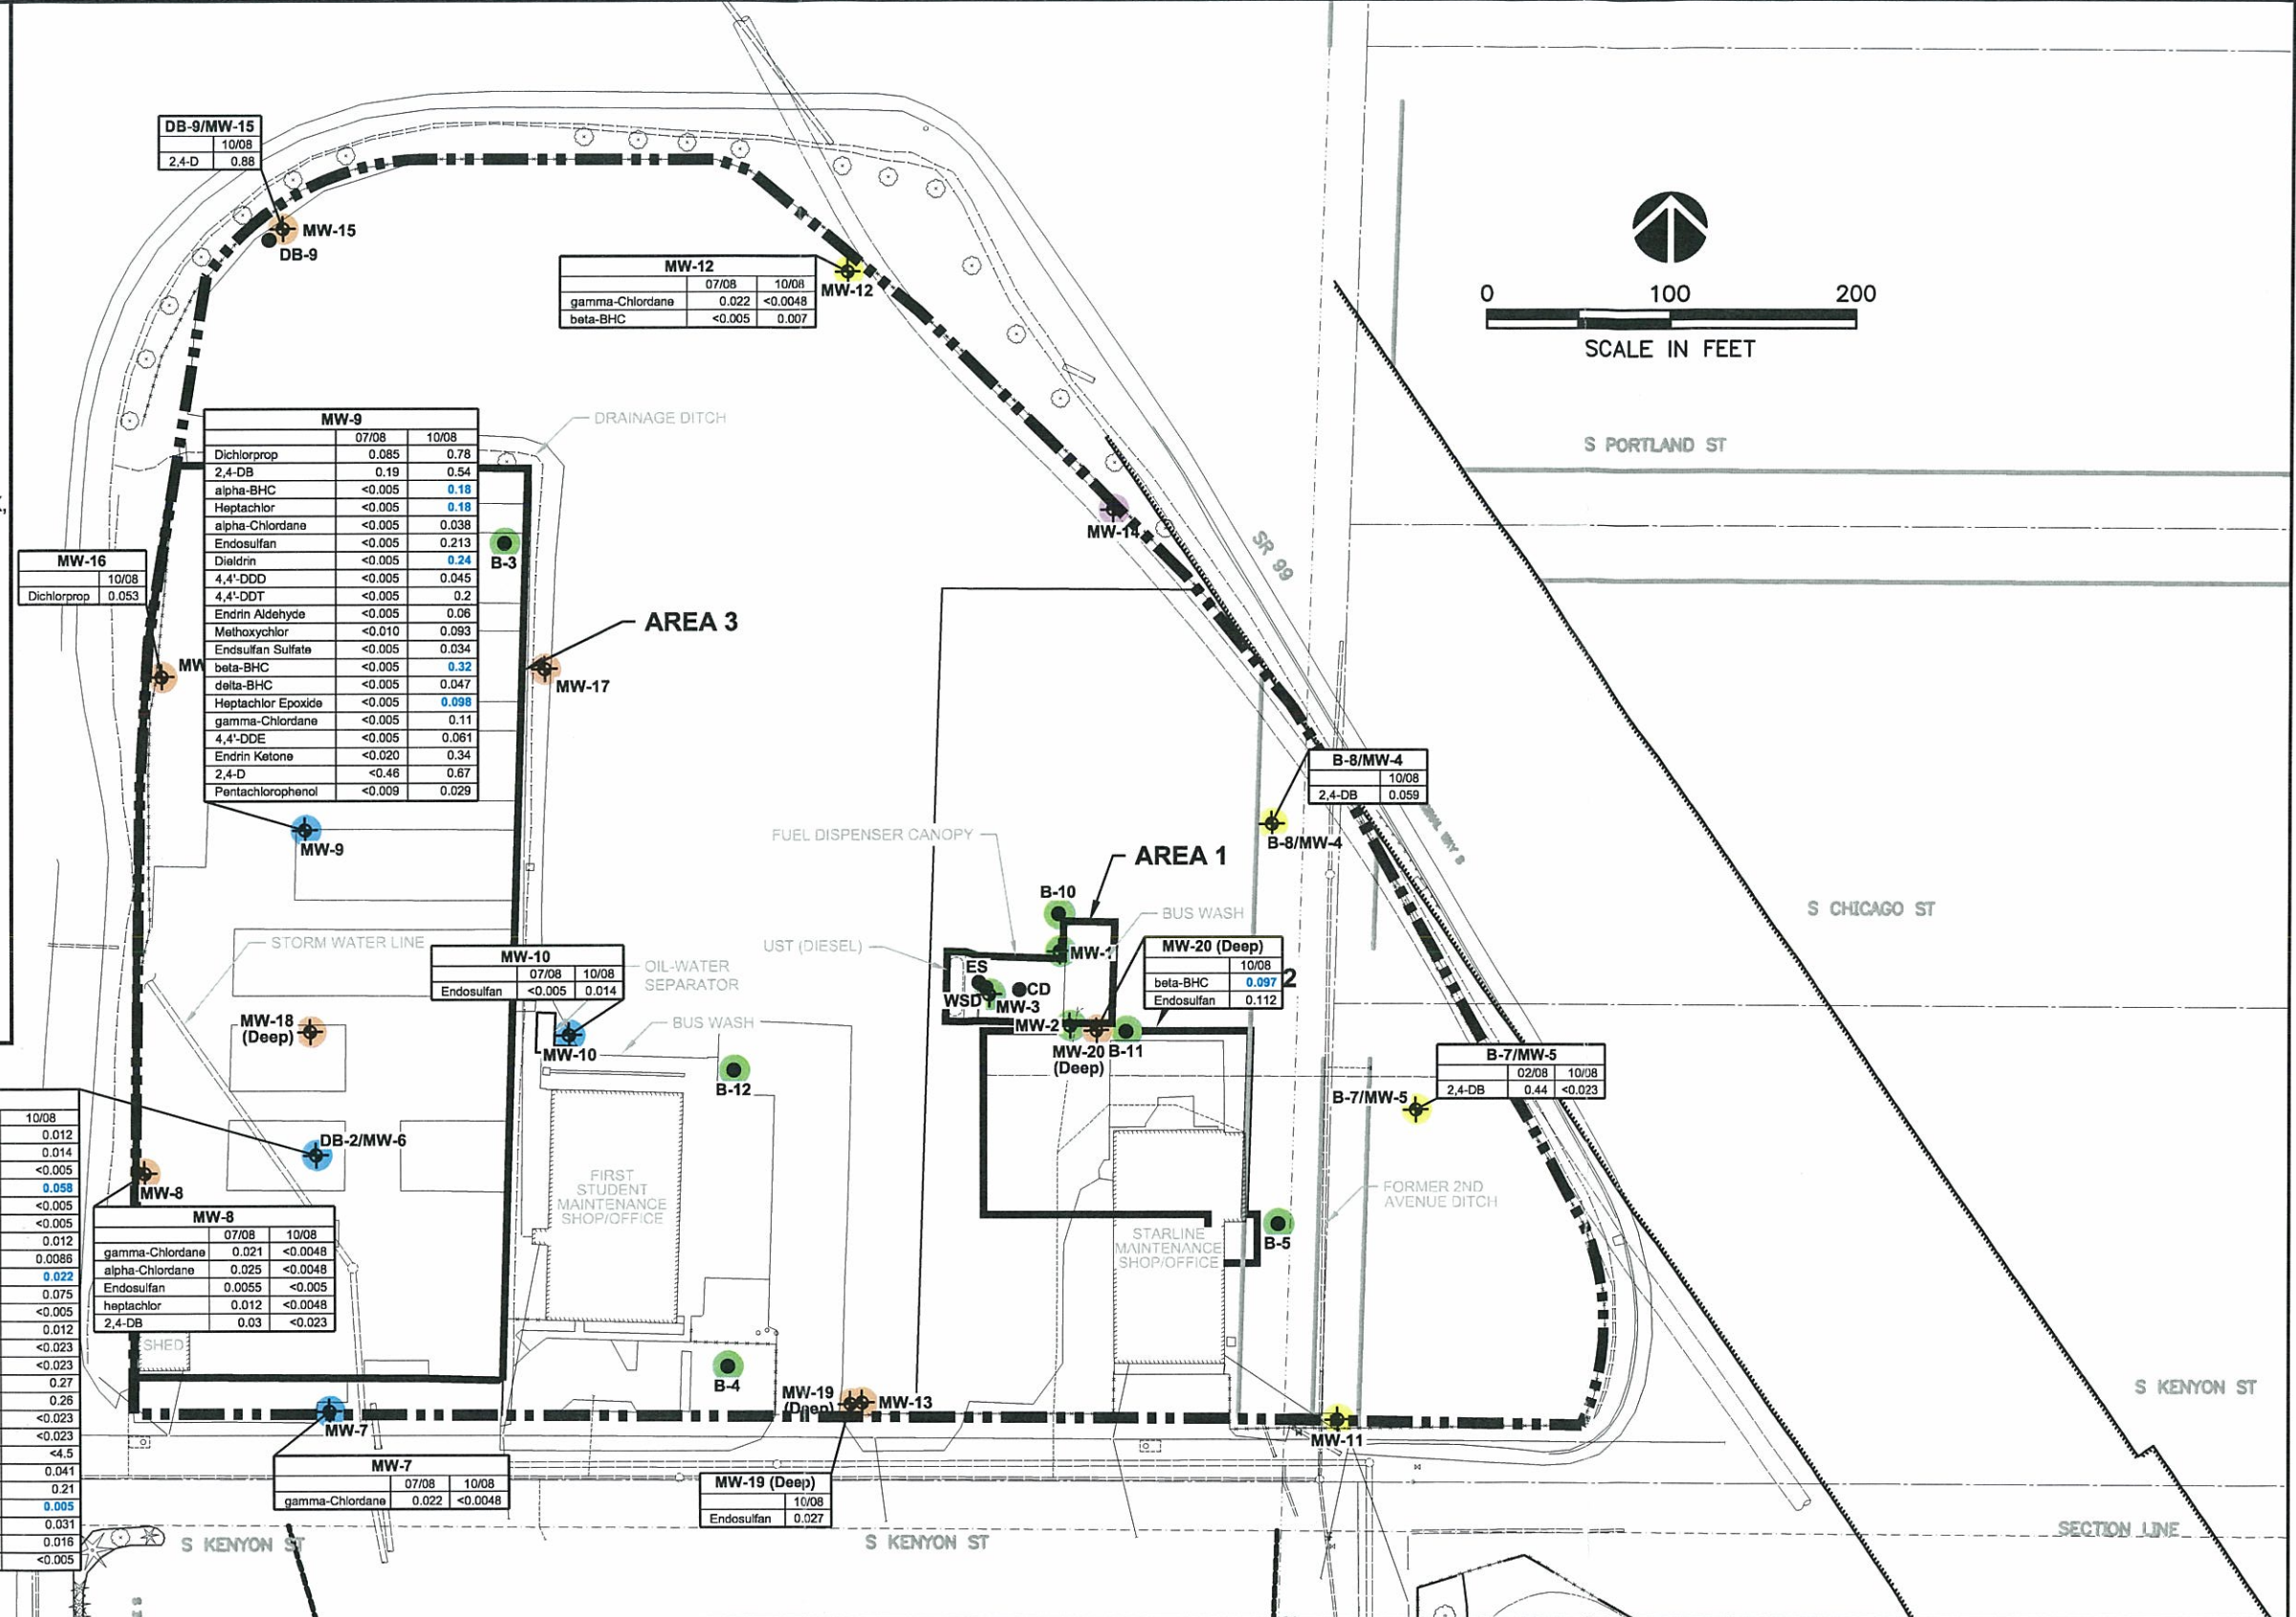 DB-9/MW-15
10/08
2,4-D 0.88
MW-15
DB-9
MW-12
07/08 10/08
gamma-Chlordane 0.022 <0.0048
beta-BHC <0.005 0.007
MW-12
0 100 200
SCALE IN FEET
DRAINAGE DITCH
S PORTLAND ST
MW-9
07/08 10/08
Dichlorprop 0.085 0.78
2,4-DB 0.19 0.54
alpha-BHC <0.005 0.18
Heptachlor <0.005 0.18
alpha-Chlordane <0.005 0.038
Endosulfan <0.005 0.213
Dieldrin <0.005 0.24
4,4'-DDD <0.005 0.045
4,4'-DDT <0.005 0.2
Endrin Aldehyde <0.005 0.06
Methoxychlor <0.010 0.093
Endsulfan Sulfate <0.005 0.034
beta-BHC <0.005 0.32
delta-BHC <0.005 0.047
Heptachlor Epoxide <0.005 0.098
gamma-Chlordane <0.005 0.11
4,4'-DDE <0.005 0.061
Endrin Ketone <0.020 0.34
2,4-D <0.46 0.67
Pentachlorophenol <0.009 0.029
MW-9
B-3
MW-14
SR 99
MW-16
10/08
Dichlorprop 0.053
MW
AREA 3
MW-17
B-8/MW-4
10/08
2,4-DB 0.059
B-8/MW-4
FUEL DISPENSER CANOPY
AREA 1
B-10
BUS WASH
S CHICAGO ST
STORM WATER LINE
UST (DIESEL)
MW-1
MW-10
07/08 10/08
Endosulfan <0.005 0.014
OIL-WATER
SEPARATOR
ES
WSD
MW-3
CD
MW-20 (Deep)
10/08
beta-BHC 0.097
Endosulfan 0.112
2
MW-18
(Deep)
BUS WASH
MW-10
MW-2
MW-20
(Deep)
B-11
B-12
B-7/MW-5
02/08 10/08
2,4-DB 0.44 <0.023
B-7/MW-5
DB-2/MW-6
10/08
0.012
0.014
<0.005
0.058
<0.005
<0.005
0.012
0.0086
0.022
0.075
<0.005
0.012
<0.023
<0.023
0.27
0.26
<0.023
<0.023
<4.5
0.041
0.21
0.005
0.031
0.016
<0.005
MW-8
MW-8
07/08 10/08
gamma-Chlordane 0.021 <0.0048
alpha-Chlordane 0.025 <0.0048
Endosulfan 0.0055 <0.005
heptachlor 0.012 <0.0048
2,4-DB 0.03 <0.023
SHED
FIRST
STUDENT
MAINTENANCE
SHOP/OFFICE
FORMER 2ND
AVENUE DITCH
STARLINE
MAINTENANCE
SHOP/OFFICE
B-5
B-4
MW-19
(Deep)
MW-13
MW-7
MW-11
S KENYON ST
MW-7
07/08 10/08
gamma-Chlordane 0.022 <0.0048
MW-19 (Deep)
10/08
Endosulfan 0.027
S KENYON ST
S KENYON ST
SECTION LINE